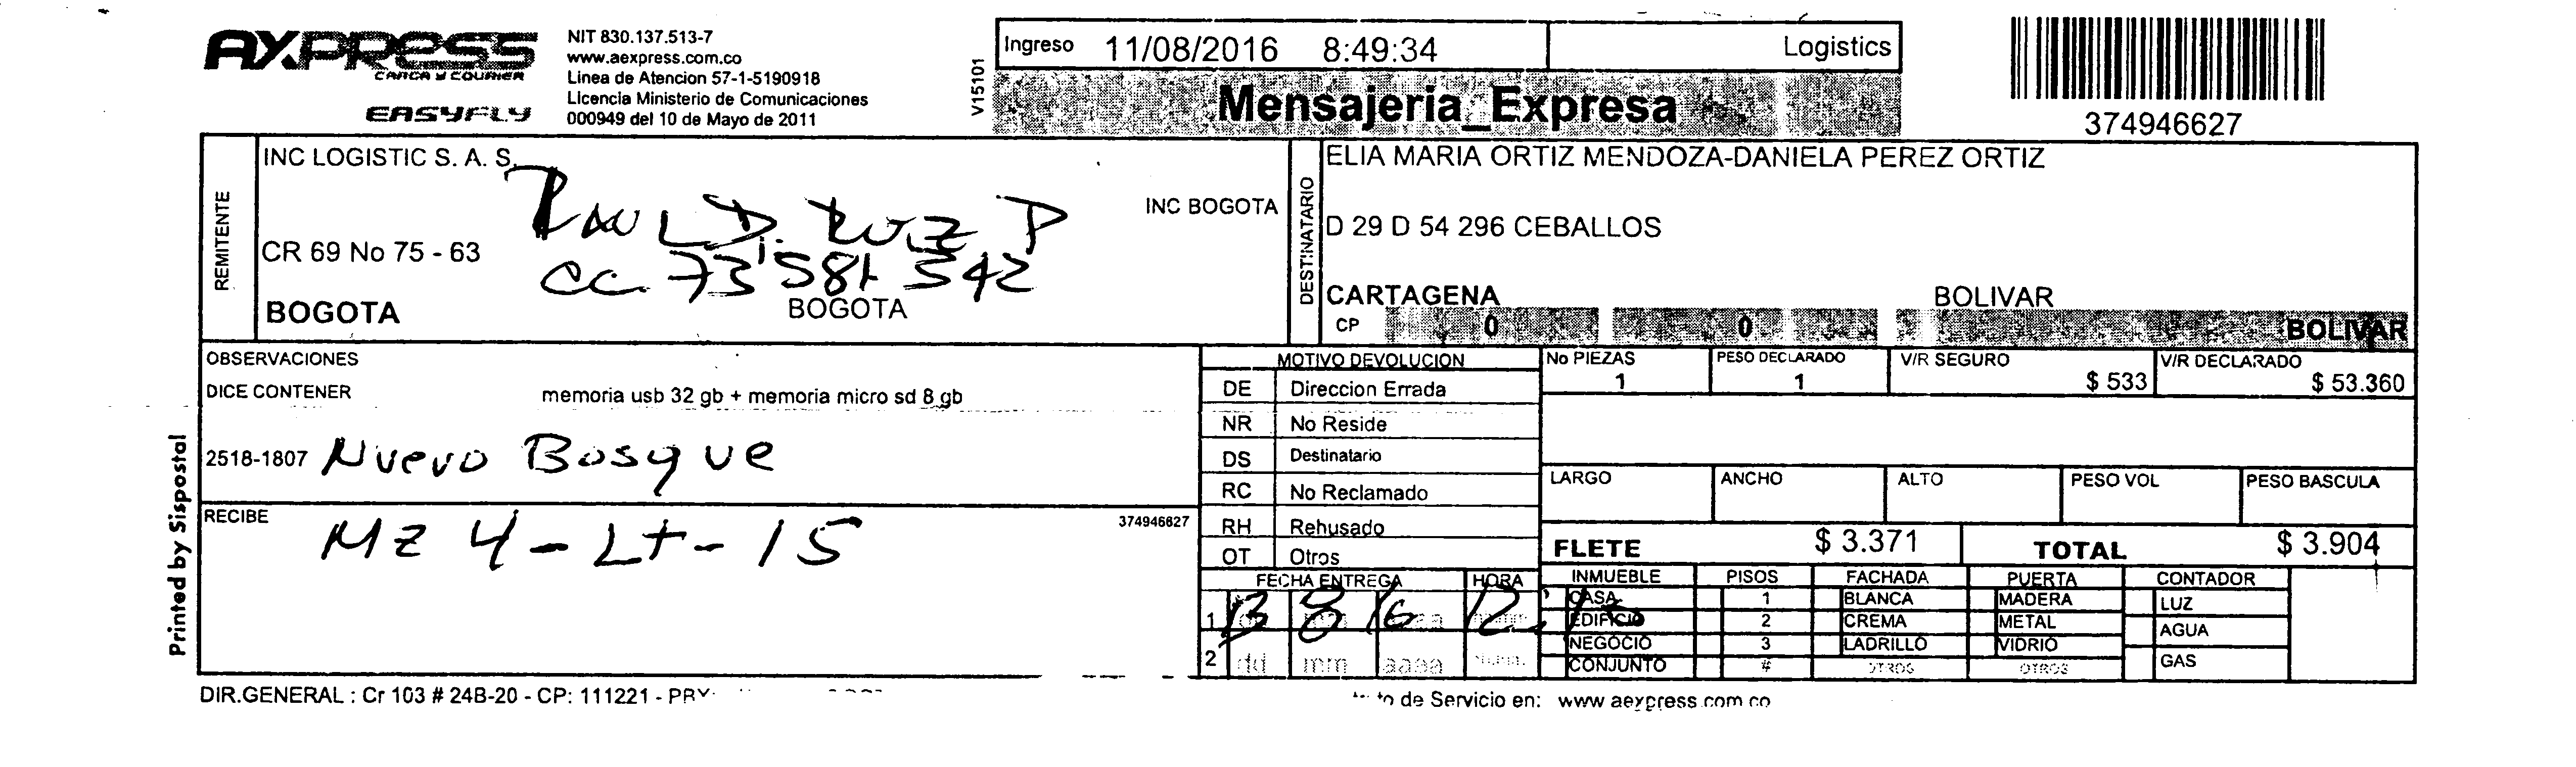 AXPRESS
CARGA Y COURIER
EASYFLY
NIT 830.137.513-7
www.aexpress.com.co
Linea de Atencion 57-1-5190918
Licencia Ministerio de Comunicaciones
000949 del 10 de Mayo de 2011
V15101
Ingreso 11/08/2016 8:49:34 Logistics
Mensajeria_Expresa
374946627
REMITENTE
INC LOGISTIC S. A. S.
INC BOGOTA
D. RUIZ P
CR 69 No 75 - 63
CC. 73 581 542
BOGOTA BOGOTA
DESTINATARIO
ELIA MARIA ORTIZ MENDOZA-DANIELA PEREZ ORTIZ
D 29 D 54 296 CEBALLOS
CARTAGENA BOLIVAR
CP 0 0 BOLIVAR
OBSERVACIONES
DICE CONTENER memoria usb 32 gb + memoria micro sd 8 gb
2518-1807 Nuevo Bosque
RECIBE 374946627
Mz 4 - Lt - 15
Printed by Sispostal
MOTIVO DEVOLUCION
DE Direccion Errada
NR No Reside
DS Destinatario
RC No Reclamado
RH Rehusado
OT Otros
FECHA ENTREGA HORA
1 13 8 16
2 dd mm aaaa
No PIEZAS PESO DECLARADO V/R SEGURO V/R DECLARADO
1 1 $ 533 $ 53.360
LARGO ANCHO ALTO PESO VOL PESO BASCULA
FLETE $ 3.371 TOTAL $ 3.904
INMUEBLE PISOS FACHADA PUERTA CONTADOR
CASA 1 BLANCA MADERA LUZ
EDIFICIO 2 CREMA METAL AGUA
NEGOCIO 3 LADRILLO VIDRIO GAS
CONJUNTO # OTROS OTROS
DIR.GENERAL : Cr 103 # 24B-20 - CP: 111221 -
de Servicio en: www aexpress.com.co